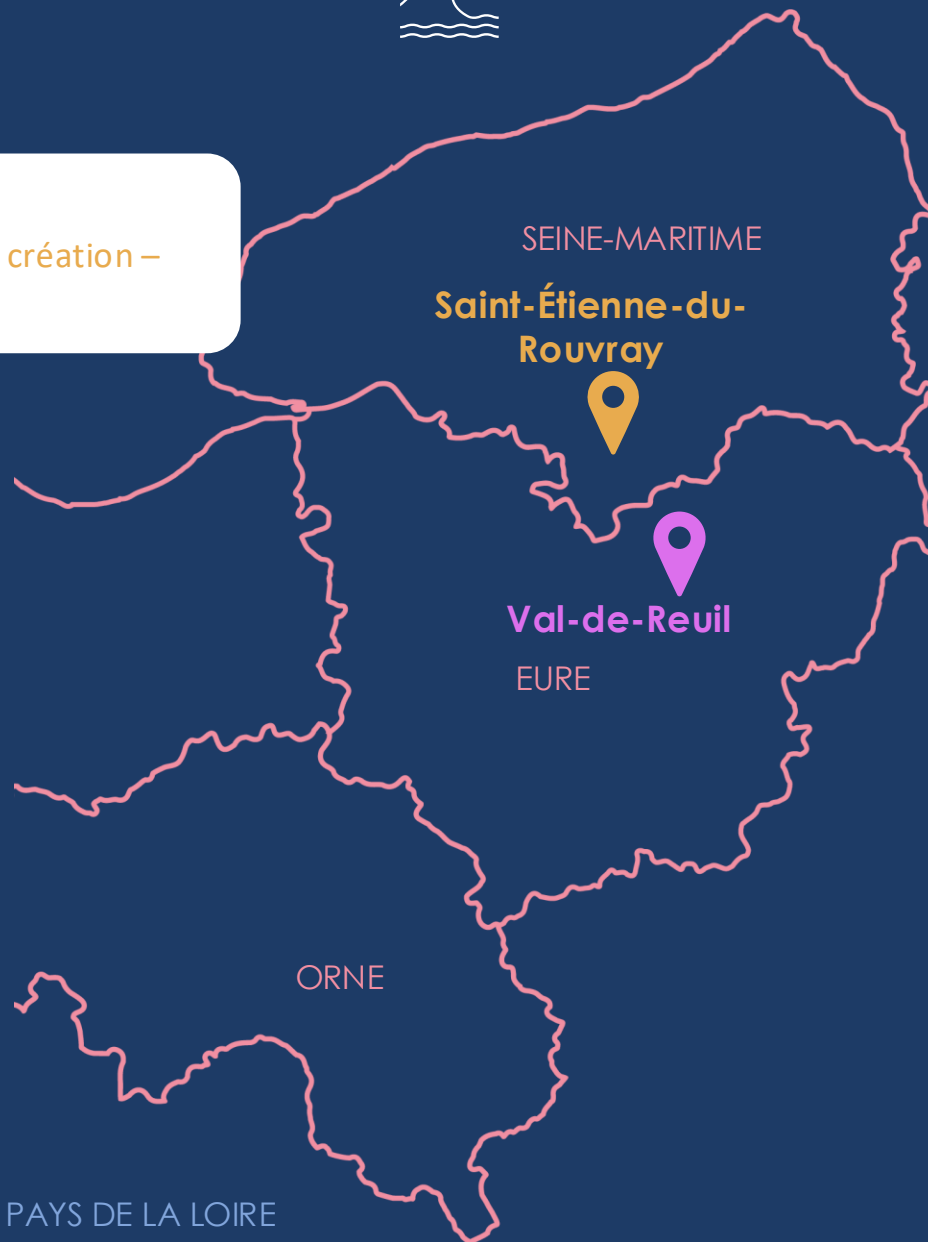 SEINE-MARITIME
création –
Saint-Étienne-du-
Rouvray
Val-de-Reuil
EURE
ORNE
PAYS DE LA LOIRE